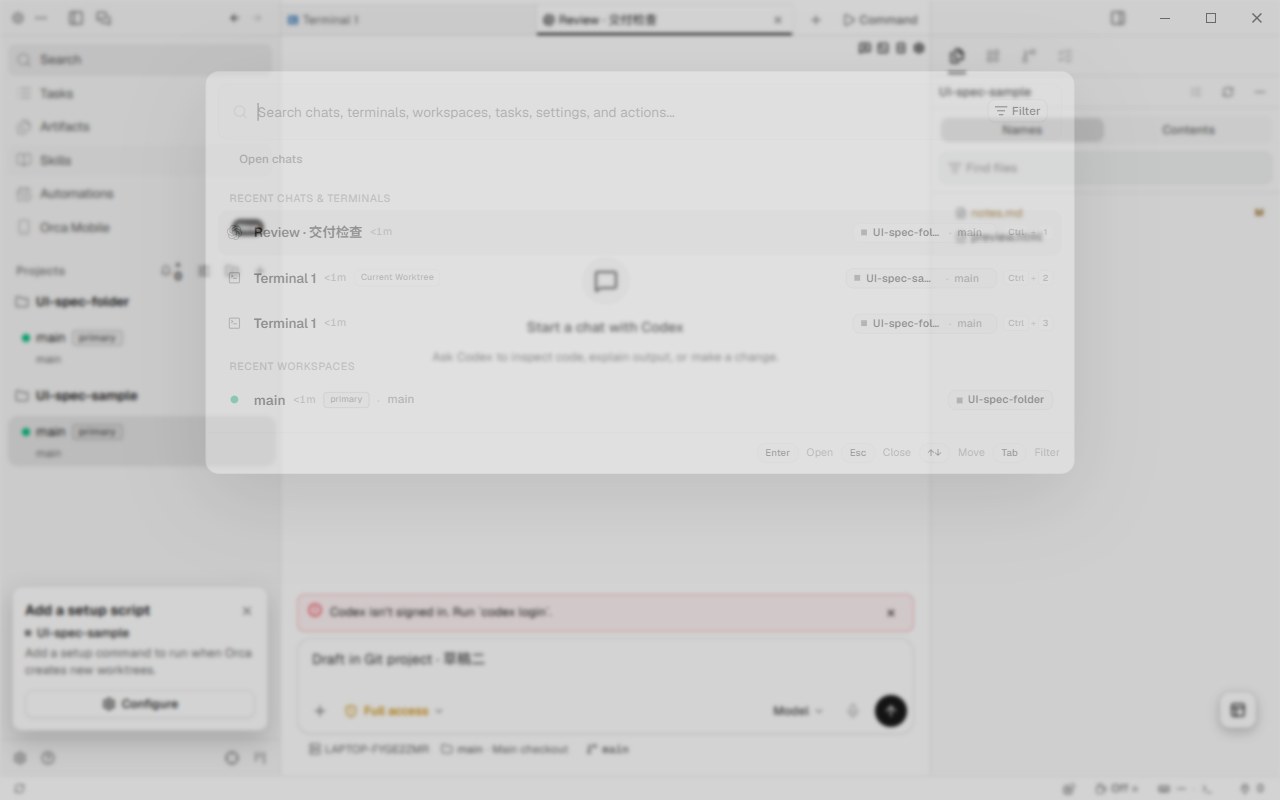 Terminal 1
Review · 交付检查
Command
Search
Tasks
Artifacts
Skills
Automations
Orca Mobile
Projects
UI-spec-folder
main primary
main
UI-spec-sample
main primary
main
Search chats, terminals, workspaces, tasks, settings, and actions...
Filter
Open chats
RECENT CHATS & TERMINALS
Review · 交付检查 <1m UI-spec-fol... · main Ctrl + 1
Terminal 1 <1m Current Worktree UI-spec-sa... · main Ctrl + 2
Terminal 1 <1m UI-spec-fol... · main Ctrl + 3
RECENT WORKSPACES
main <1m primary · main UI-spec-folder
Enter Open Esc Close ↑↓ Move Tab Filter
Start a chat with Codex
Ask Codex to inspect code, explain output, or make a change.
UI-spec-sample
Names Contents
Find files
notes.md M
preview.html
Add a setup script
UI-spec-sample
Add a setup command to run when Orca
creates new worktrees.
Configure
Codex isn't signed in. Run `codex login`.
Draft in Git project · 草稿二
Full access
Model
main · Main checkout
main
Off
0